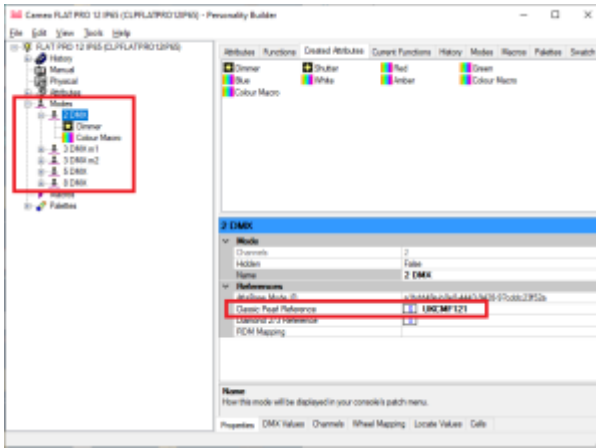 Cameo FLAT PRO 12 IP65 (CLPFLATPRO12IP65) - Personality Builder
File Edit View Tools Help
FLAT PRO 12 IP65 (CLPFLATPRO12IP65)
History
Manual
Physical
Attributes
Modes
2 DMX
Dimmer
Colour Macro
3 DMX m1
3 DMX m2
5 DMX
8 DMX
Macros
Palettes
Attributes Functions Created Attributes Current Functions History Modes Macros Palettes Swatch
Dimmer Shutter Red Green
Blue White Amber Colour Macro
Colour Macro
2 DMX
Mode
Channels 2
Hidden False
Name 2 DMX
References
Classic Feat Reference UKCMF121
Diamond 2/3 Reference
RDM Mapping
Name
How this mode will be displayed in your console's patch menu.
Properties DMX Values Channels Wheel Mapping Locate Values Cells